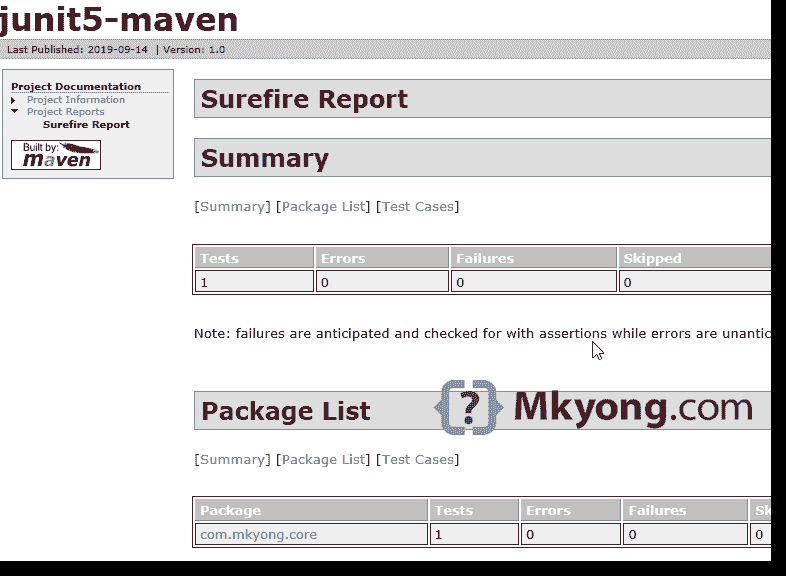 junit5-maven
Last Published: 2019-09-14 | Version: 1.0
Project Documentation
Project Information
Project Reports
Surefire Report
Built by:
maven
Surefire Report
Summary
[Summary] [Package List] [Test Cases]
Tests Errors Failures Skipped
1 0 0 0
Note: failures are anticipated and checked for with assertions while errors are unantic
Package List
{?} Mkyong.com
[Summary] [Package List] [Test Cases]
Package Tests Errors Failures Sk
com.mkyong.core 1 0 0 0